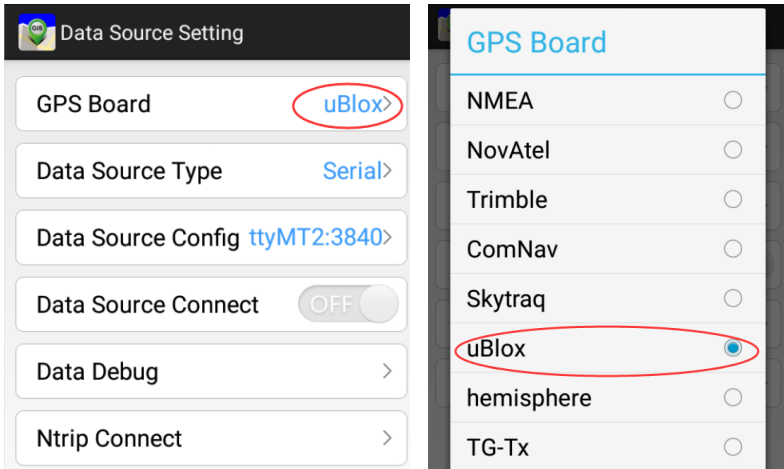 GIS
Data Source Setting
GPS Board uBlox
Data Source Type Serial
Data Source Config ttyMT2:3840
Data Source Connect OFF
Data Debug
Ntrip Connect
GPS Board
NMEA
NovAtel
Trimble
ComNav
Skytraq
uBlox
hemisphere
TG-Tx